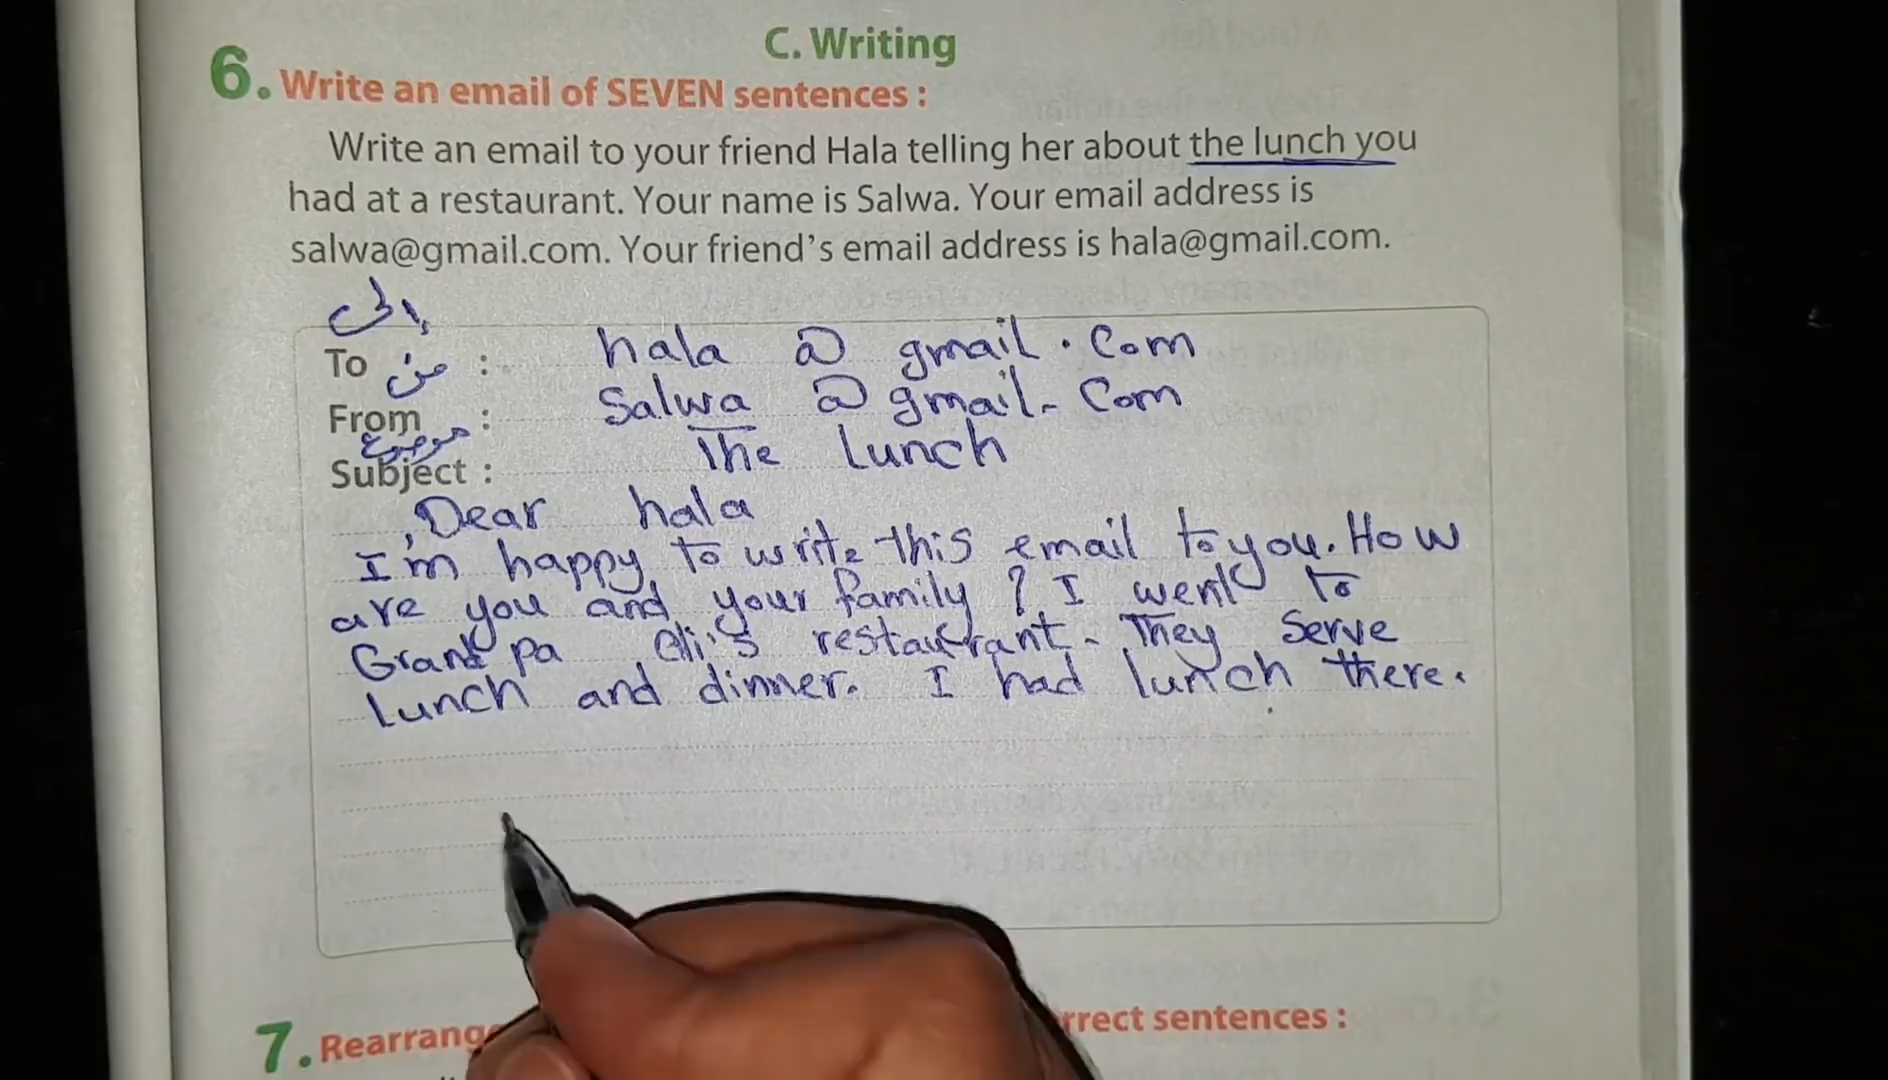 C. Writing
6. Write an email of SEVEN sentences :
Write an email to your friend Hala telling her about the lunch you
had at a restaurant. Your name is Salwa. Your email address is
salwa@gmail.com. Your friend's email address is hala@gmail.com.
إلى
To : hala @ gmail . Com
من
From : Salwa @ gmail - Com
موضوع
Subject : The Lunch
, Dear hala
I'm happy to write this email to you. How
are you and your family ? I went to
Grand pa Ali's restaurant - They Serve
Lunch and dinner. I had lunch there.
7. Rearrang
rrect sentences :